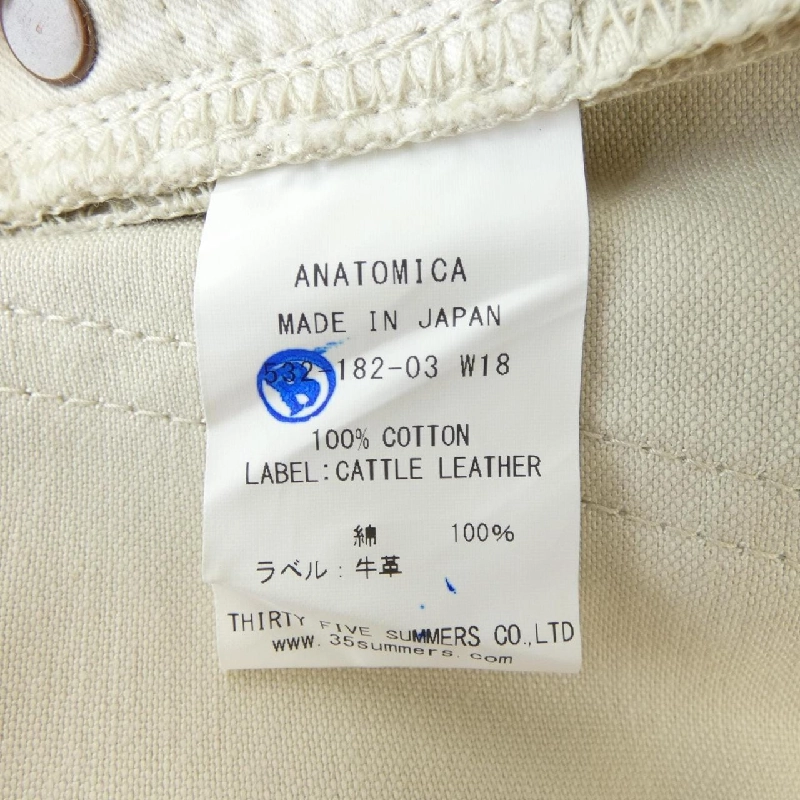 ANATOMICA
MADE IN JAPAN
532-182-03 W18
100% COTTON
LABEL:CATTLE LEATHER
綿 100%
ラベル:牛革
THIRTY FIVE SUMMERS CO.,LTD
www.35summers.com